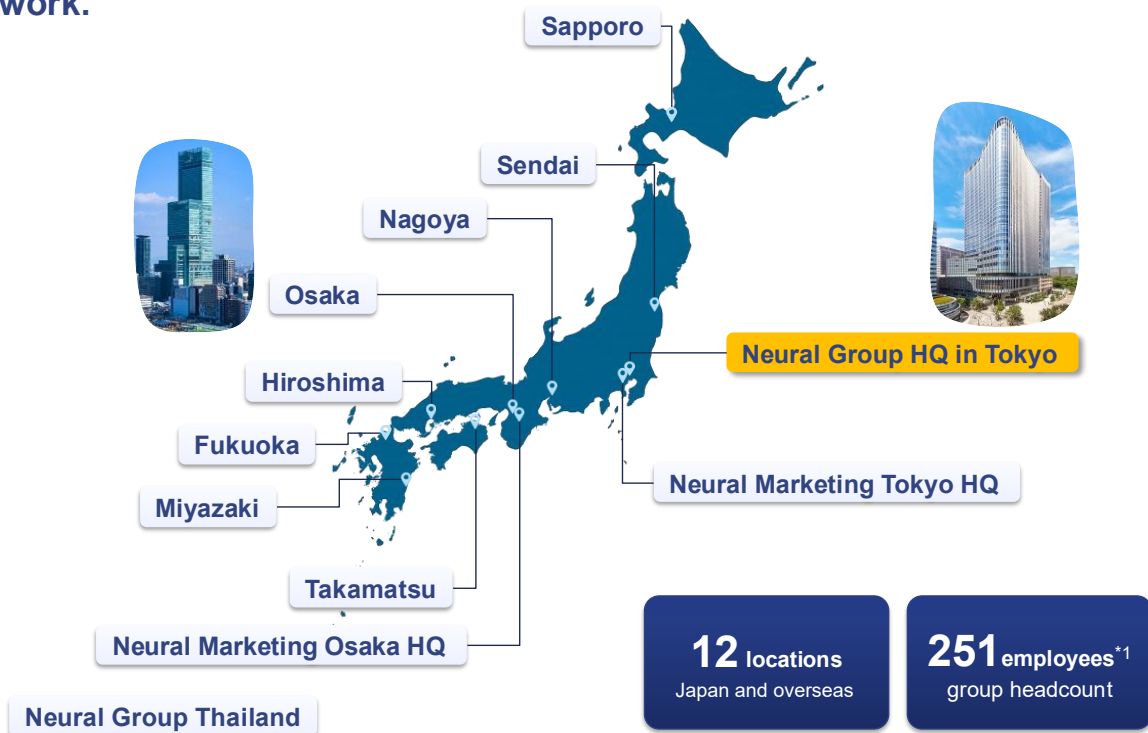 work.
Sapporo
Sendai
Nagoya
Osaka
Neural Group HQ in Tokyo
Hiroshima
Fukuoka
Neural Marketing Tokyo HQ
Miyazaki
Takamatsu
Neural Marketing Osaka HQ
12 locations
Japan and overseas
251 employees*1
group headcount
Neural Group Thailand